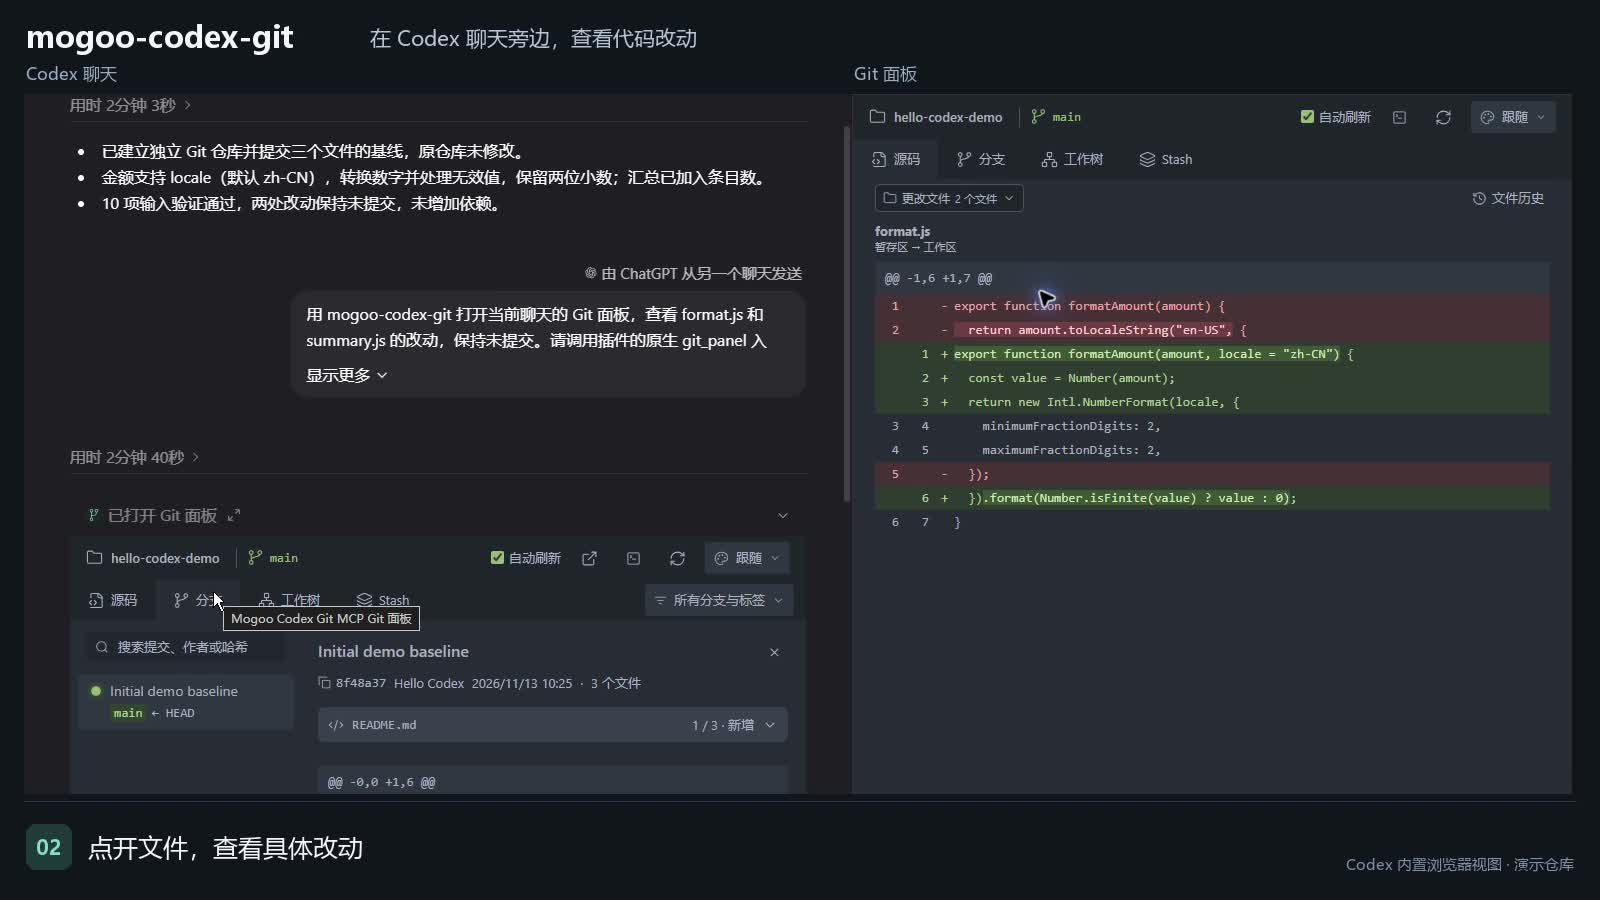 mogoo-codex-git
在 Codex 聊天旁边，查看代码改动
Codex 聊天
用时 2分钟 3秒
已建立独立 Git 仓库并提交三个文件的基线，原仓库未修改。
金额支持 locale（默认 zh-CN），转换数字并处理无效值，保留两位小数；汇总已加入条目数。
10 项输入验证通过，两处改动保持未提交，未增加依赖。
由 ChatGPT 从另一个聊天发送
用 mogoo-codex-git 打开当前聊天的 Git 面板，查看 format.js 和
summary.js 的改动，保持未提交。请调用插件的原生 git_panel 入
显示更多
用时 2分钟 40秒
已打开 Git 面板
hello-codex-demo main 自动刷新 跟随
源码 分支 工作树 Stash 所有分支与标签
Mogoo Codex Git MCP Git 面板
搜索提交、作者或哈希
Initial demo baseline
main ← HEAD
Initial demo baseline
8f48a37 Hello Codex 2026/11/13 10:25 · 3 个文件
</> README.md 1 / 3 · 新增
@@ -0,0 +1,6 @@
Git 面板
hello-codex-demo main 自动刷新 跟随
源码 分支 工作树 Stash
更改文件 2 个文件 文件历史
format.js
暂存区 → 工作区
@@ -1,6 +1,7 @@
1 - export function formatAmount(amount) {
2 - return amount.toLocaleString("en-US", {
1 + export function formatAmount(amount, locale = "zh-CN") {
2 + const value = Number(amount);
3 + return new Intl.NumberFormat(locale, {
3 4 minimumFractionDigits: 2,
4 5 maximumFractionDigits: 2,
5 - });
6 + }).format(Number.isFinite(value) ? value : 0);
6 7 }
02 点开文件，查看具体改动
Codex 内置浏览器视图 · 演示仓库